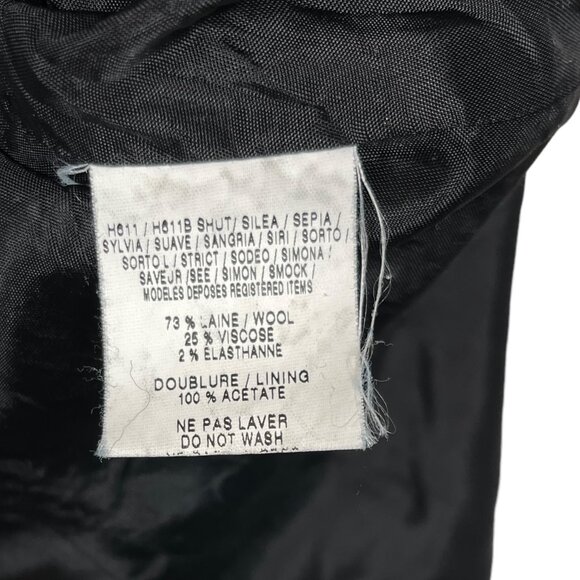 H611 / H611B SHUT / SILEA / SEPIA /
SYLVIA / SUAVE / SANGRIA / SIRI / SORTO /
SORTO L / STRICT / SODEO / SIMONA /
SAVEUR / SEE / SIMON / SMOCK /
MODELES DEPOSES REGISTERED ITEMS
73 % LAINE / WOOL
25 % VISCOSE
2 % ELASTHANNE
DOUBLURE / LINING
100 % ACETATE
NE PAS LAVER
DO NOT WASH